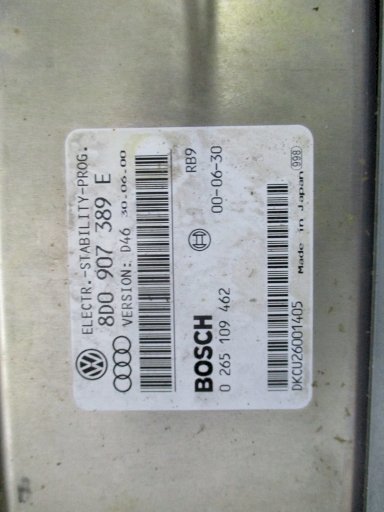 ELECTR.-STABILITY-PROG.
8D0 907 389 E
VERSION: D46 30.06.00
RB9
00-06-30
BOSCH
0 265 109 462
998
Made in Japan
DKCU26001405